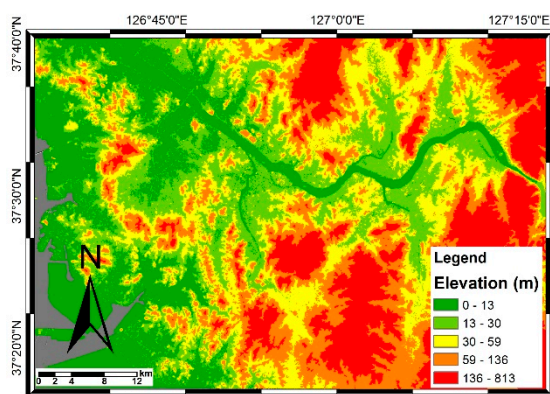 126°45'0"E 127°0'0"E 127°15'0"E
37°40'0"N
37°30'0"N
37°20'0"N
N
km
0 2 4 8 12
Legend
Elevation (m)
0 - 13
13 - 30
30 - 59
59 - 136
136 - 813